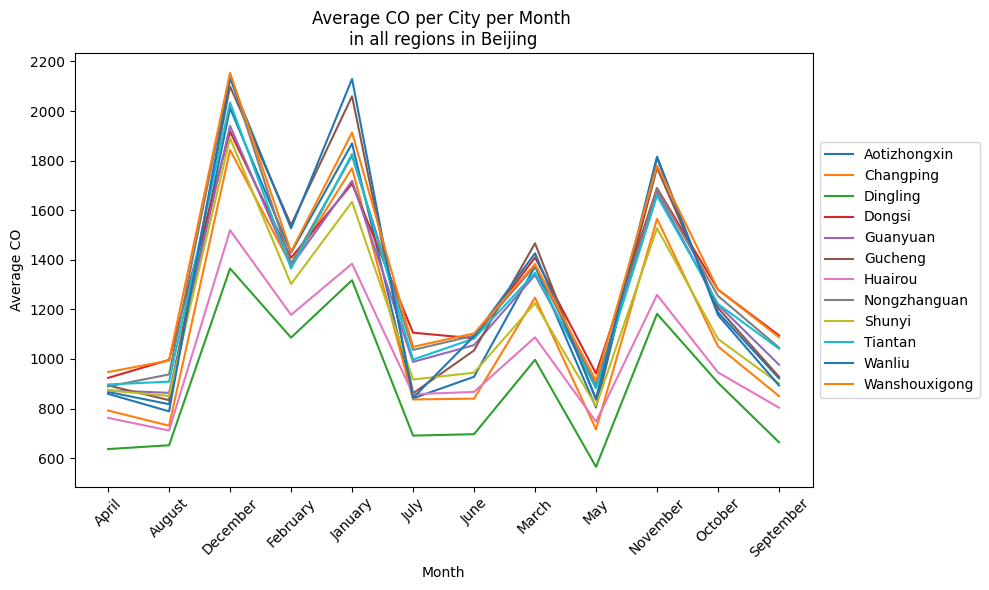 Average CO per City per Month
in all regions in Beijing
Average CO
2200
2000
1800
1600
1400
1200
1000
800
600
April
August
December
February
January
July
June
March
May
November
October
September
Month
Aotizhongxin
Changping
Dingling
Dongsi
Guanyuan
Gucheng
Huairou
Nongzhanguan
Shunyi
Tiantan
Wanliu
Wanshouxigong